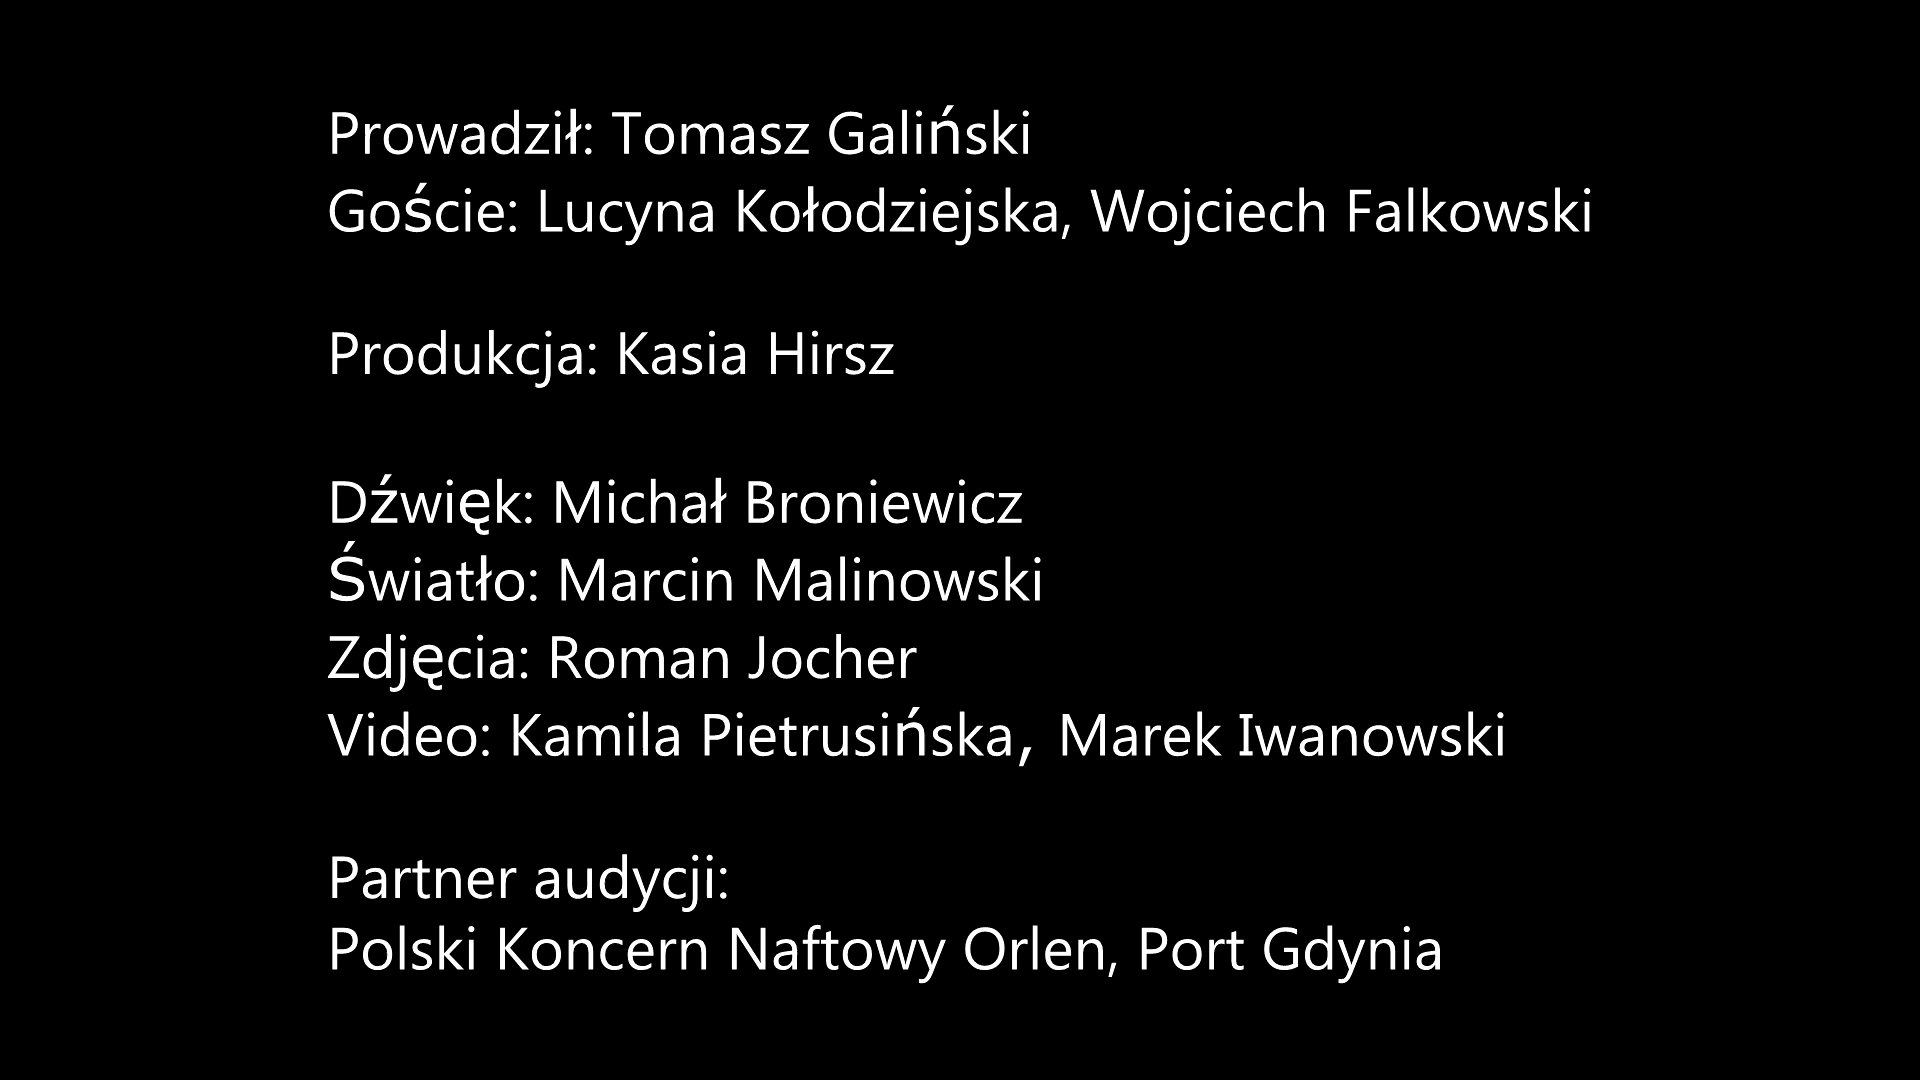 Prowadził: Tomasz Galiński
Goście: Lucyna Kołodziejska, Wojciech Falkowski
Produkcja: Kasia Hirsz
Dźwięk: Michał Broniewicz
Światło: Marcin Malinowski
Zdjęcia: Roman Jocher
Video: Kamila Pietrusińska, Marek Iwanowski
Partner audycji:
Polski Koncern Naftowy Orlen, Port Gdynia